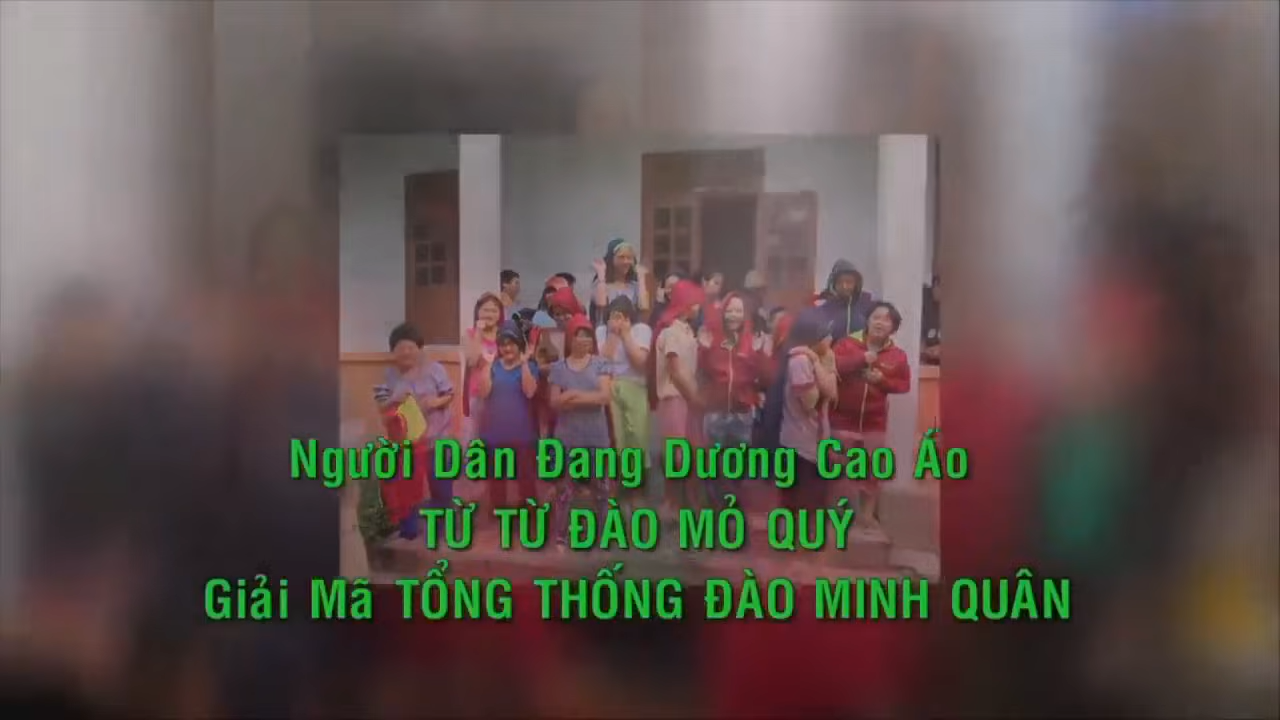 Người Dân Đang Dương Cao Áo
TỪ TỪ ĐÀO MỎ QUÝ
Giải Mã TỔNG THỐNG ĐÀO MINH QUÂN